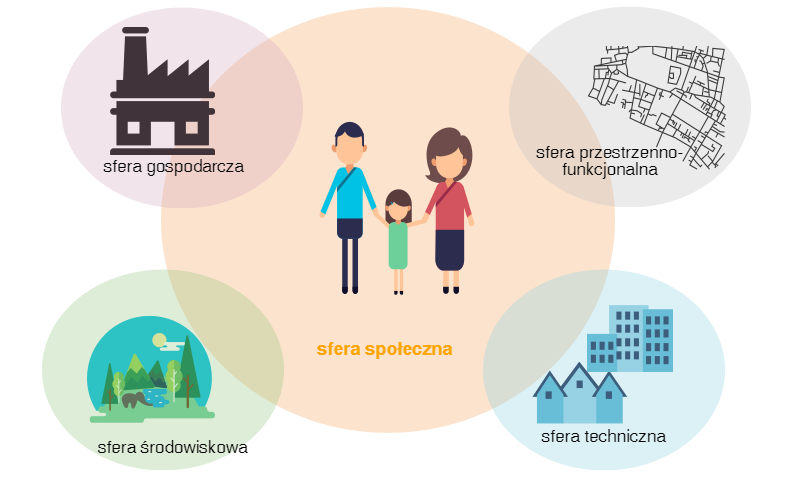 sfera gospodarcza
sfera przestrzenno-
funkcjonalna
sfera społeczna
sfera środowiskowa
sfera techniczna